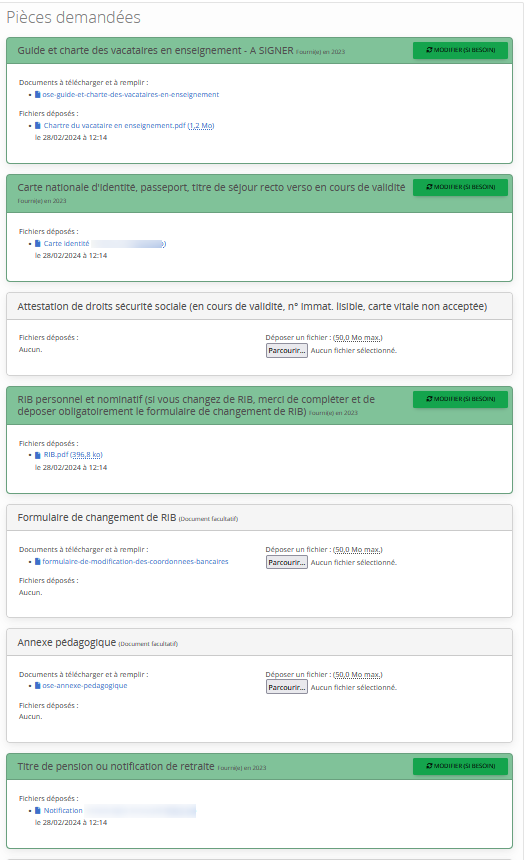 Pièces demandées
Guide et charte des vacataires en enseignement - A SIGNER Fourni(e) en 2023
MODIFIER (SI BESOIN)
Documents à télécharger et à remplir :
ose-guide-et-charte-des-vacataires-en-enseignement
Fichiers déposés :
Chartre du vacataire en enseignement.pdf (1,2 Mo)
le 28/02/2024 à 12:14
Carte nationale d'identité, passeport, titre de séjour recto verso en cours de validité
Fourni(e) en 2023
MODIFIER (SI BESOIN)
Fichiers déposés :
Carte identité
le 28/02/2024 à 12:14
Attestation de droits sécurité sociale (en cours de validité, n° immat. lisible, carte vitale non acceptée)
Fichiers déposés :
Aucun.
Déposer un fichier : (50,0 Mo max.)
Parcourir... Aucun fichier sélectionné.
RIB personnel et nominatif (si vous changez de RIB, merci de compléter et de
déposer obligatoirement le formulaire de changement de RIB) Fourni(e) en 2023
MODIFIER (SI BESOIN)
Fichiers déposés :
RIB.pdf (396,8 ko)
le 28/02/2024 à 12:14
Formulaire de changement de RIB (Document facultatif)
Documents à télécharger et à remplir :
formulaire-de-modification-des-coordonnees-bancaires
Fichiers déposés :
Aucun.
Déposer un fichier : (50,0 Mo max.)
Parcourir... Aucun fichier sélectionné.
Annexe pédagogique (Document facultatif)
Documents à télécharger et à remplir :
ose-annexe-pedagogique
Fichiers déposés :
Aucun.
Déposer un fichier : (50,0 Mo max.)
Parcourir... Aucun fichier sélectionné.
Titre de pension ou notification de retraite Fourni(e) en 2023
MODIFIER (SI BESOIN)
Fichiers déposés :
Notification
le 28/02/2024 à 12:14